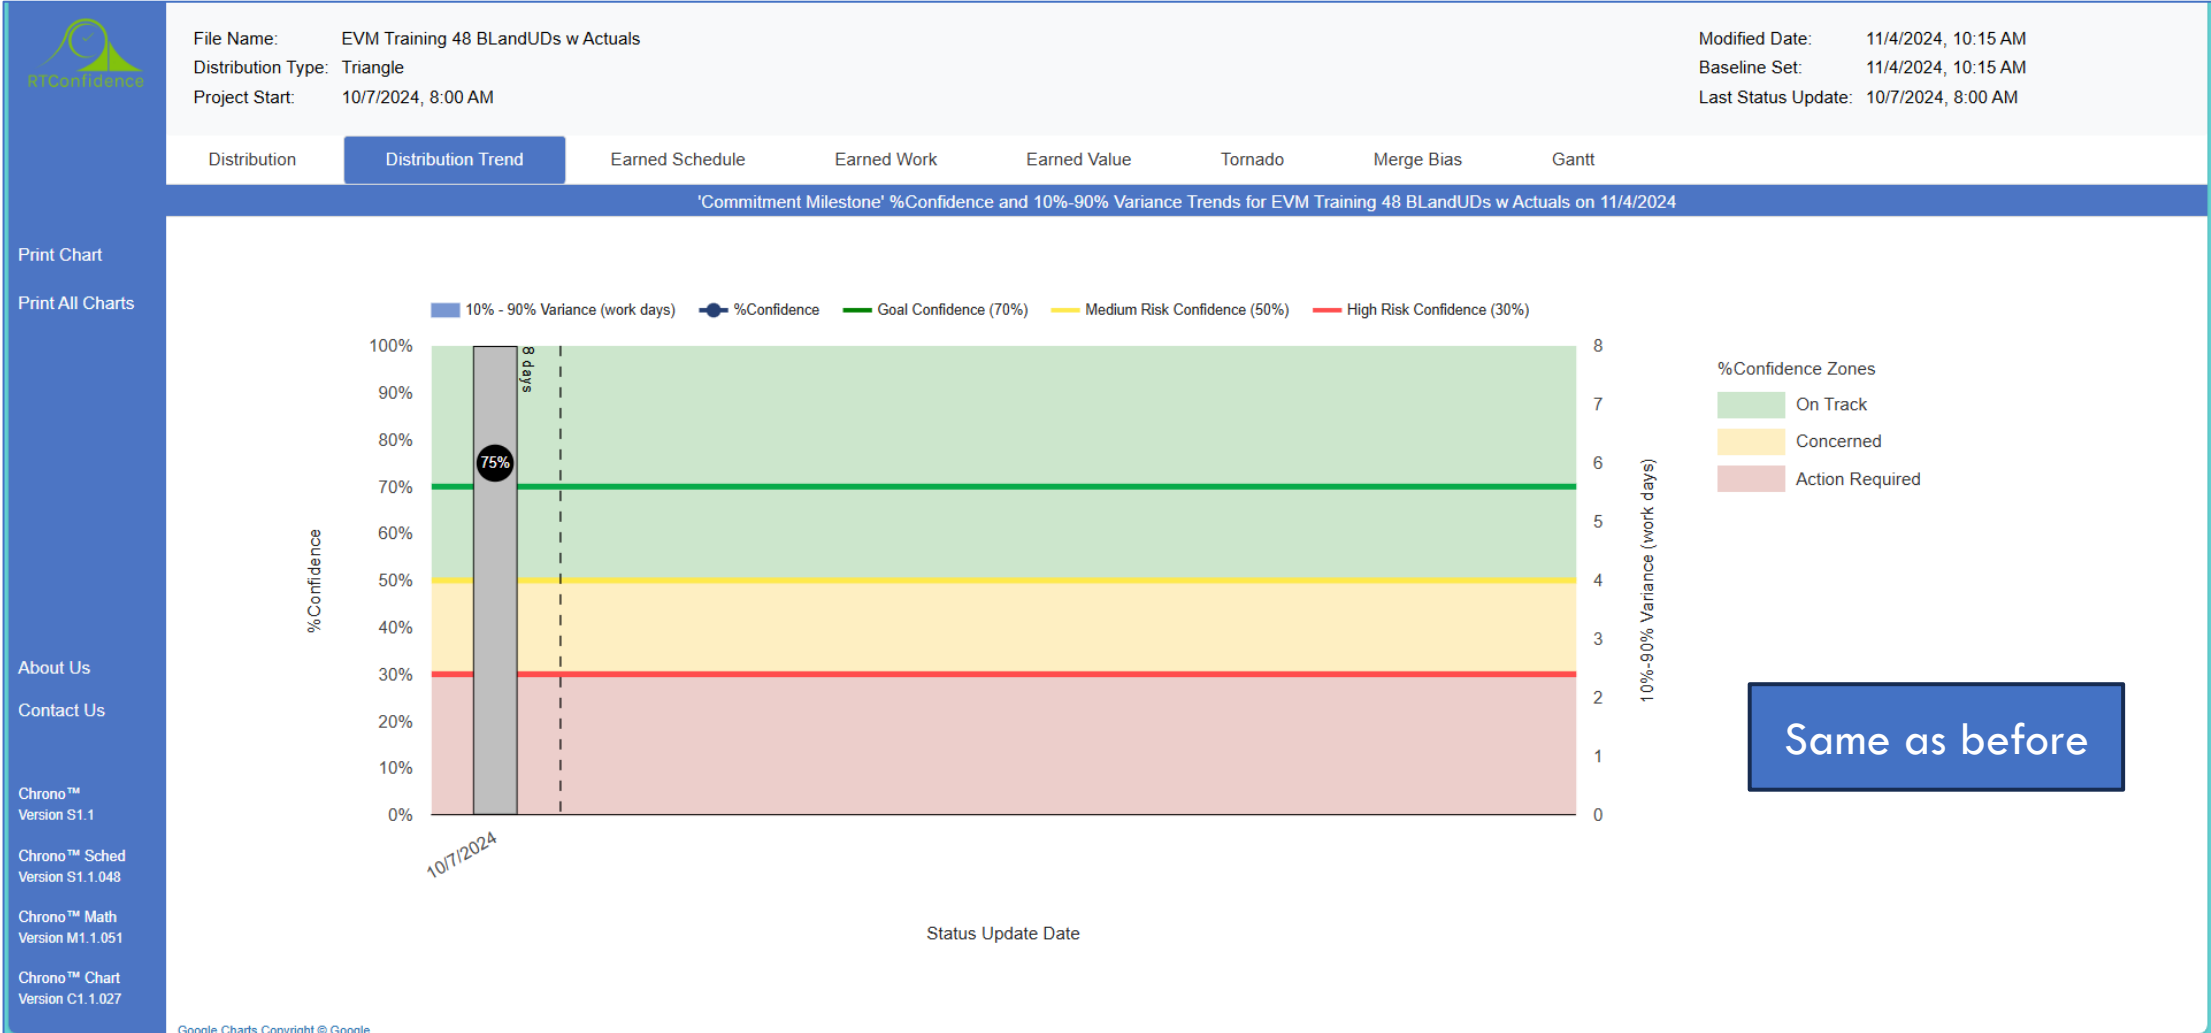 RTConfidence
File Name: EVM Training 48 BLandUDs w Actuals
Distribution Type: Triangle
Project Start: 10/7/2024, 8:00 AM
Modified Date: 11/4/2024, 10:15 AM
Baseline Set: 11/4/2024, 10:15 AM
Last Status Update: 10/7/2024, 8:00 AM
Distribution Distribution Trend Earned Schedule Earned Work Earned Value Tornado Merge Bias Gantt
'Commitment Milestone' %Confidence and 10%-90% Variance Trends for EVM Training 48 BLandUDs w Actuals on 11/4/2024
Print Chart
Print All Charts
About Us
Contact Us
Chrono™
Version S1.1
Chrono™ Sched
Version S1.1.048
Chrono™ Math
Version M1.1.051
Chrono™ Chart
Version C1.1.027
10% - 90% Variance (work days) %Confidence Goal Confidence (70%) Medium Risk Confidence (50%) High Risk Confidence (30%)
%Confidence
100%
90%
80%
70%
60%
50%
40%
30%
20%
10%
0%
8 days
75%
8
7
6
5
4
3
2
1
0
10%-90% Variance (work days)
10/7/2024
Status Update Date
%Confidence Zones
On Track
Concerned
Action Required
Same as before
Google Charts Copyright © Google